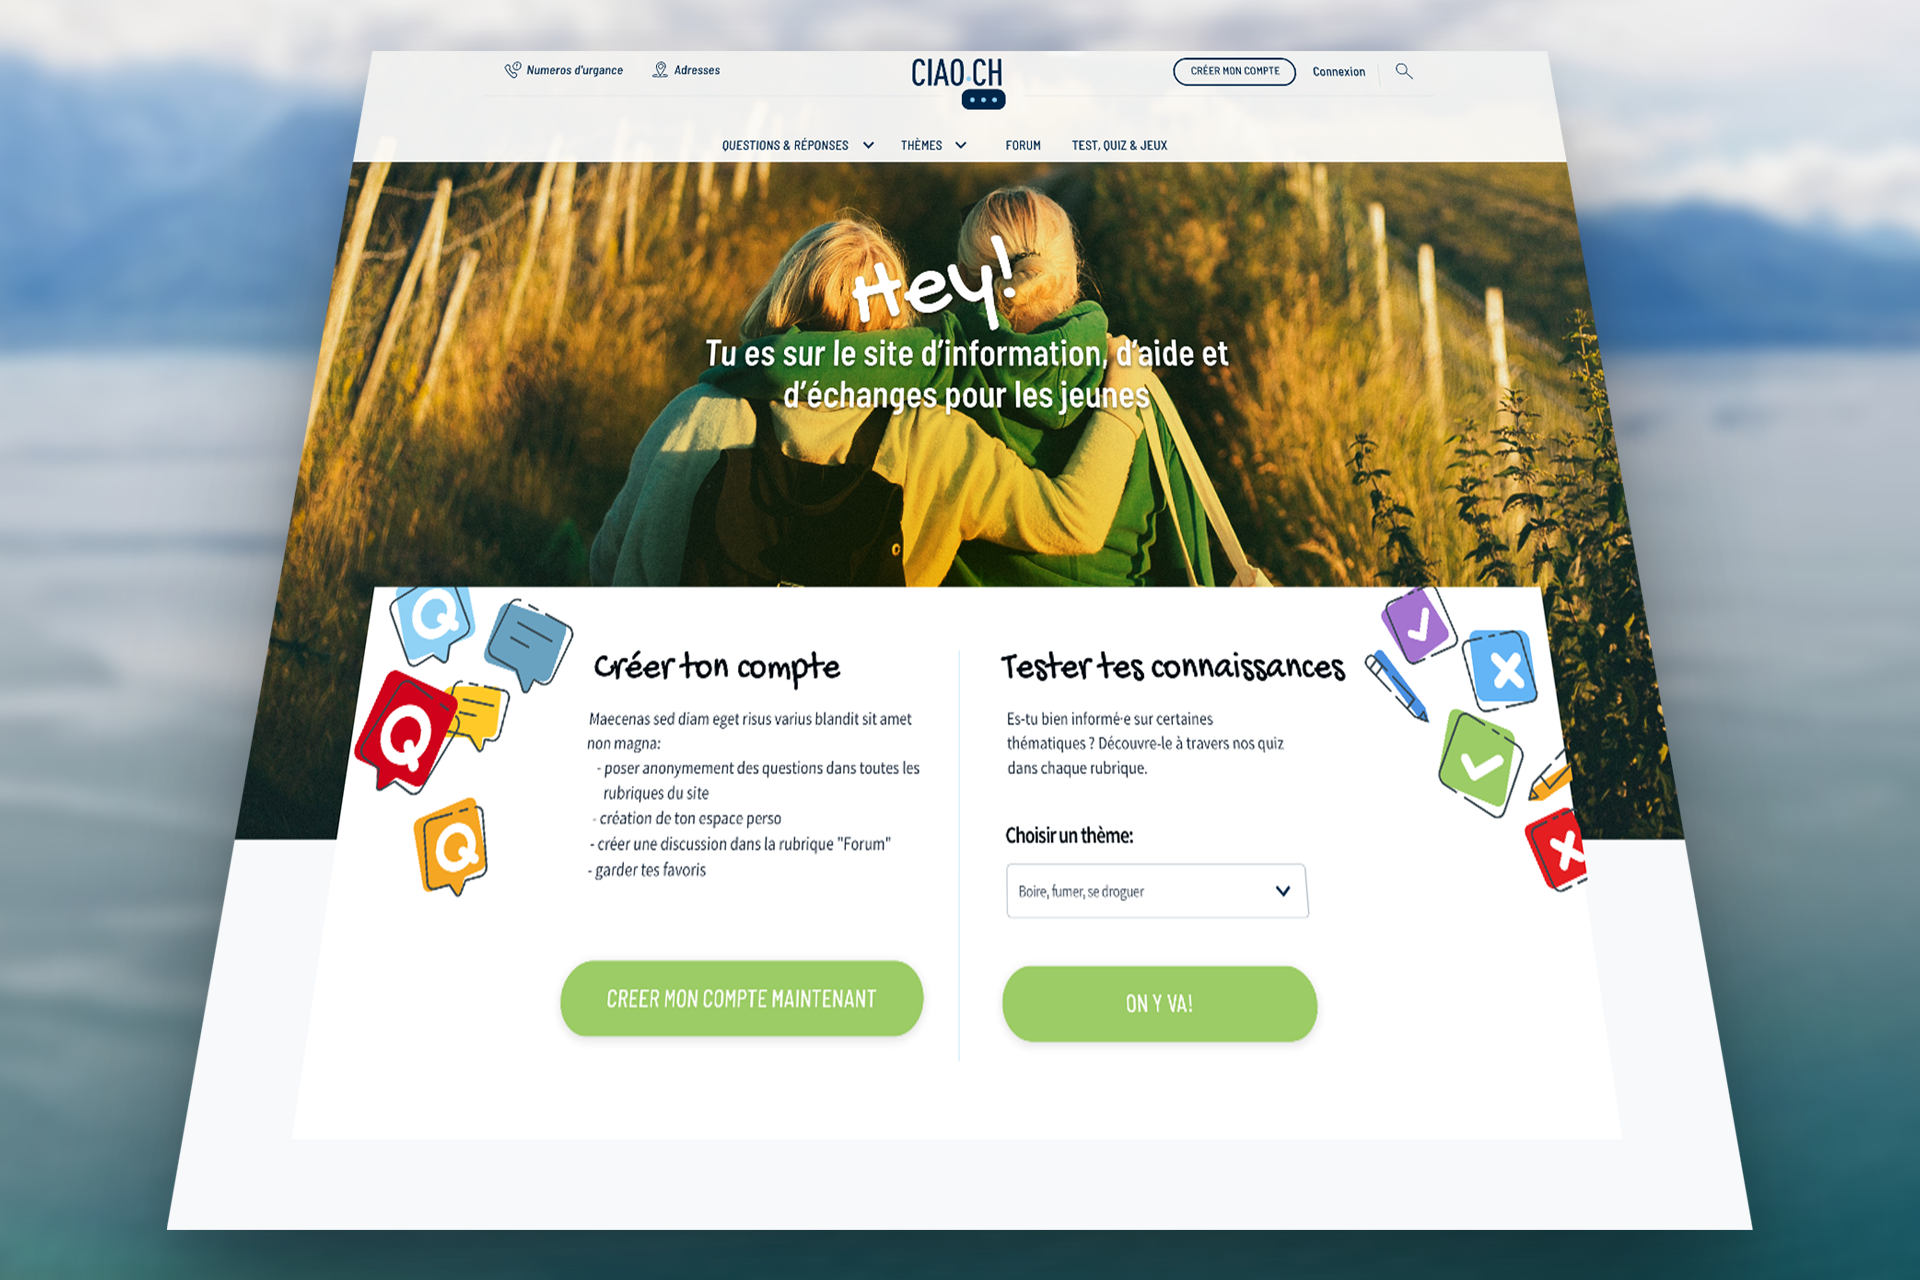 Numeros d'urgance
Adresses
CIAO.CH
CRÉER MON COMPTE
Connexion
QUESTIONS & RÉPONSES
THÈMES
FORUM
TEST, QUIZ & JEUX
Hey!
Tu es sur le site d’information, d’aide et
d’échanges pour les jeunes
Q
Q
Q
Créer ton compte
Maecenas sed diam eget risus varius blandit sit amet
non magna:
- poser anonymement des questions dans toutes les
rubriques du site
- création de ton espace perso
- créer une discussion dans la rubrique "Forum"
- garder tes favoris
CREER MON COMPTE MAINTENANT
Tester tes connaissances
Es-tu bien informé·e sur certaines
thématiques ? Découvre-le à travers nos quiz
dans chaque rubrique.
Choisir un thème:
Boire, fumer, se droguer
ON Y VA!